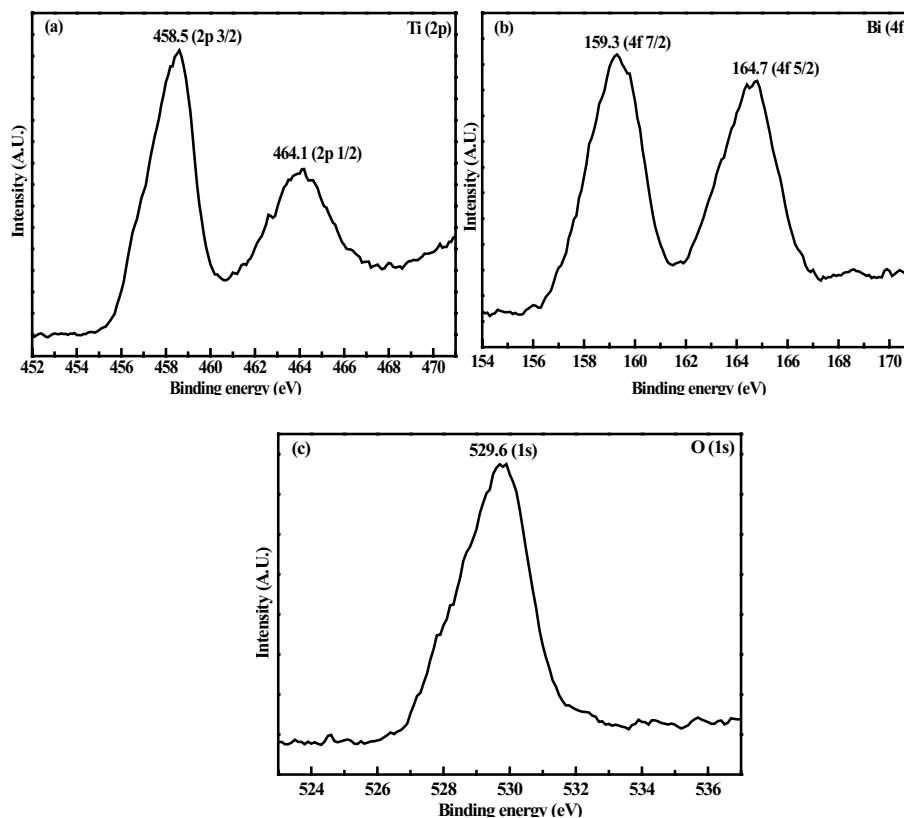 (a)
Ti (2p)
458.5 (2p 3/2)
464.1 (2p 1/2)
Intensity (A.U.)
452 454 456 458 460 462 464 466 468 470
Binding energy (eV)
(b)
Bi (4f
159.3 (4f 7/2)
164.7 (4f 5/2)
Intensity (A.U.)
154 156 158 160 162 164 166 168 170
Binding energy (eV)
(c)
O (1s)
529.6 (1s)
Intensity (A.U.)
524 526 528 530 532 534 536
Binding energy (eV)